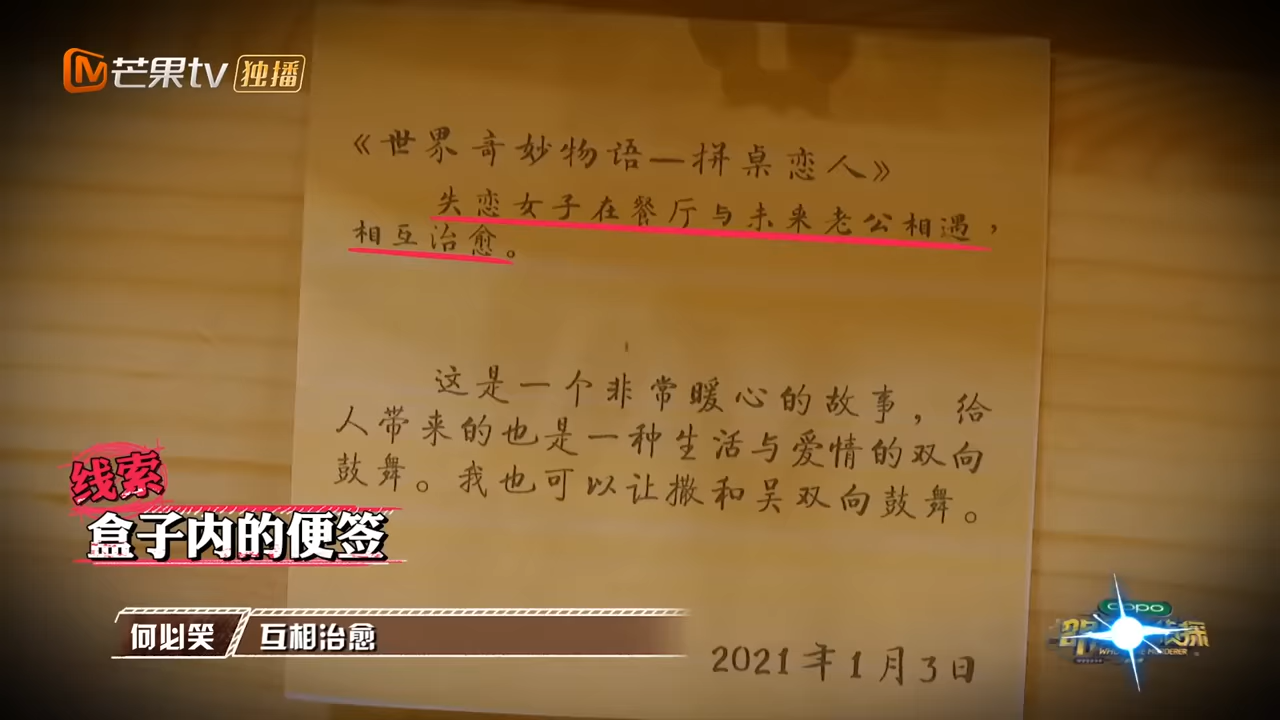 芒果tv 独播
《世界奇妙物语—拼桌恋人》
失恋女子在餐厅与未来老公相遇，
相互治愈。
这是一个非常暖心的故事，给
人带来的也是一种生活与爱情的双向
鼓舞。我也可以让撒和吴双向鼓舞。
2021年1月3日
线索
盒子内的便签
何必笑 互相治愈
oppo